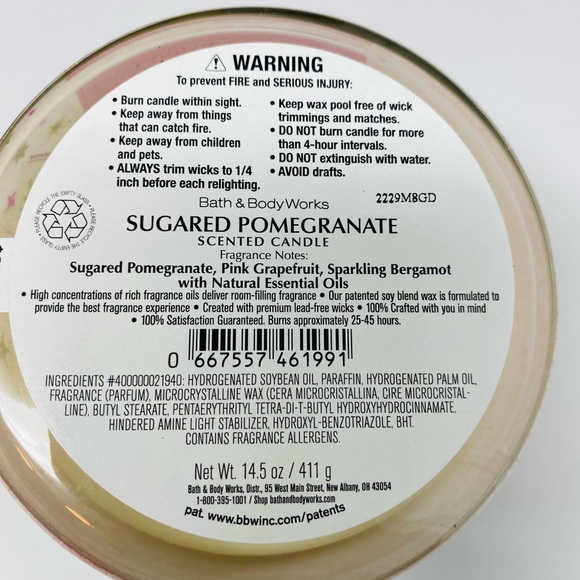 ⚠ WARNING
To prevent FIRE and SERIOUS INJURY:
• Burn candle within sight.
• Keep away from things
that can catch fire.
• Keep away from children
and pets.
• ALWAYS trim wicks to 1/4
inch before each relighting.
• Keep wax pool free of wick
trimmings and matches.
• DO NOT burn candle for more
than 4-hour intervals.
• DO NOT extinguish with water.
• AVOID drafts.
Bath & Body Works
2229M8GD
• PLEASE RECYCLE THE EMPTY GLASS • PLEASE RECYCLE THE EMPTY GLASS
SUGARED POMEGRANATE
SCENTED CANDLE
Fragrance Notes:
Sugared Pomegranate, Pink Grapefruit, Sparkling Bergamot
with Natural Essential Oils
• High concentrations of rich fragrance oils deliver room-filling fragrance • Our patented soy blend wax is formulated to
provide the best fragrance experience • Created with premium lead-free wicks • 100% Crafted with you in mind
• 100% Satisfaction Guaranteed. Burns approximately 25-45 hours.
0 667557 461991
INGREDIENTS #400000021940: HYDROGENATED SOYBEAN OIL, PARAFFIN, HYDROGENATED PALM OIL,
FRAGRANCE (PARFUM), MICROCRYSTALLINE WAX (CERA MICROCRISTALLINA, CIRE MICROCRISTAL-
LINE), BUTYL STEARATE, PENTAERYTHRITYL TETRA-DI-T-BUTYL HYDROXYHYDROCINNAMATE,
HINDERED AMINE LIGHT STABILIZER, HYDROXYL-BENZOTRIAZOLE, BHT.
CONTAINS FRAGRANCE ALLERGENS.
Net Wt. 14.5 oz / 411 g
Bath & Body Works, Distr., 95 West Main Street, New Albany, OH 43054
1-800-395-1001 / Shop bathandbodyworks.com
pat. www.bbwinc.com/patents